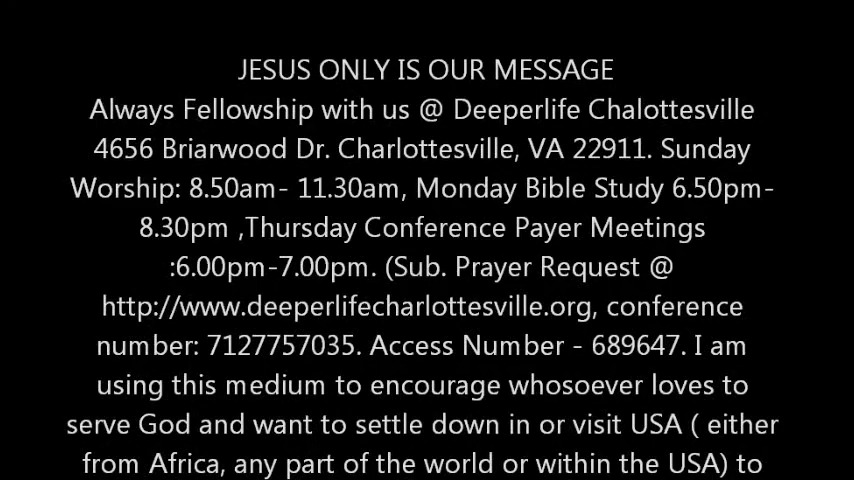 JESUS ONLY IS OUR MESSAGE
Always Fellowship with us @ Deeperlife Chalottesville
4656 Briarwood Dr. Charlottesville, VA 22911. Sunday
Worship: 8.50am- 11.30am, Monday Bible Study 6.50pm-
8.30pm ,Thursday Conference Payer Meetings
:6.00pm-7.00pm. (Sub. Prayer Request @
http://www.deeperlifecharlottesville.org, conference
number: 7127757035. Access Number - 689647. I am
using this medium to encourage whosoever loves to
serve God and want to settle down in or visit USA ( either
from Africa, any part of the world or within the USA) to